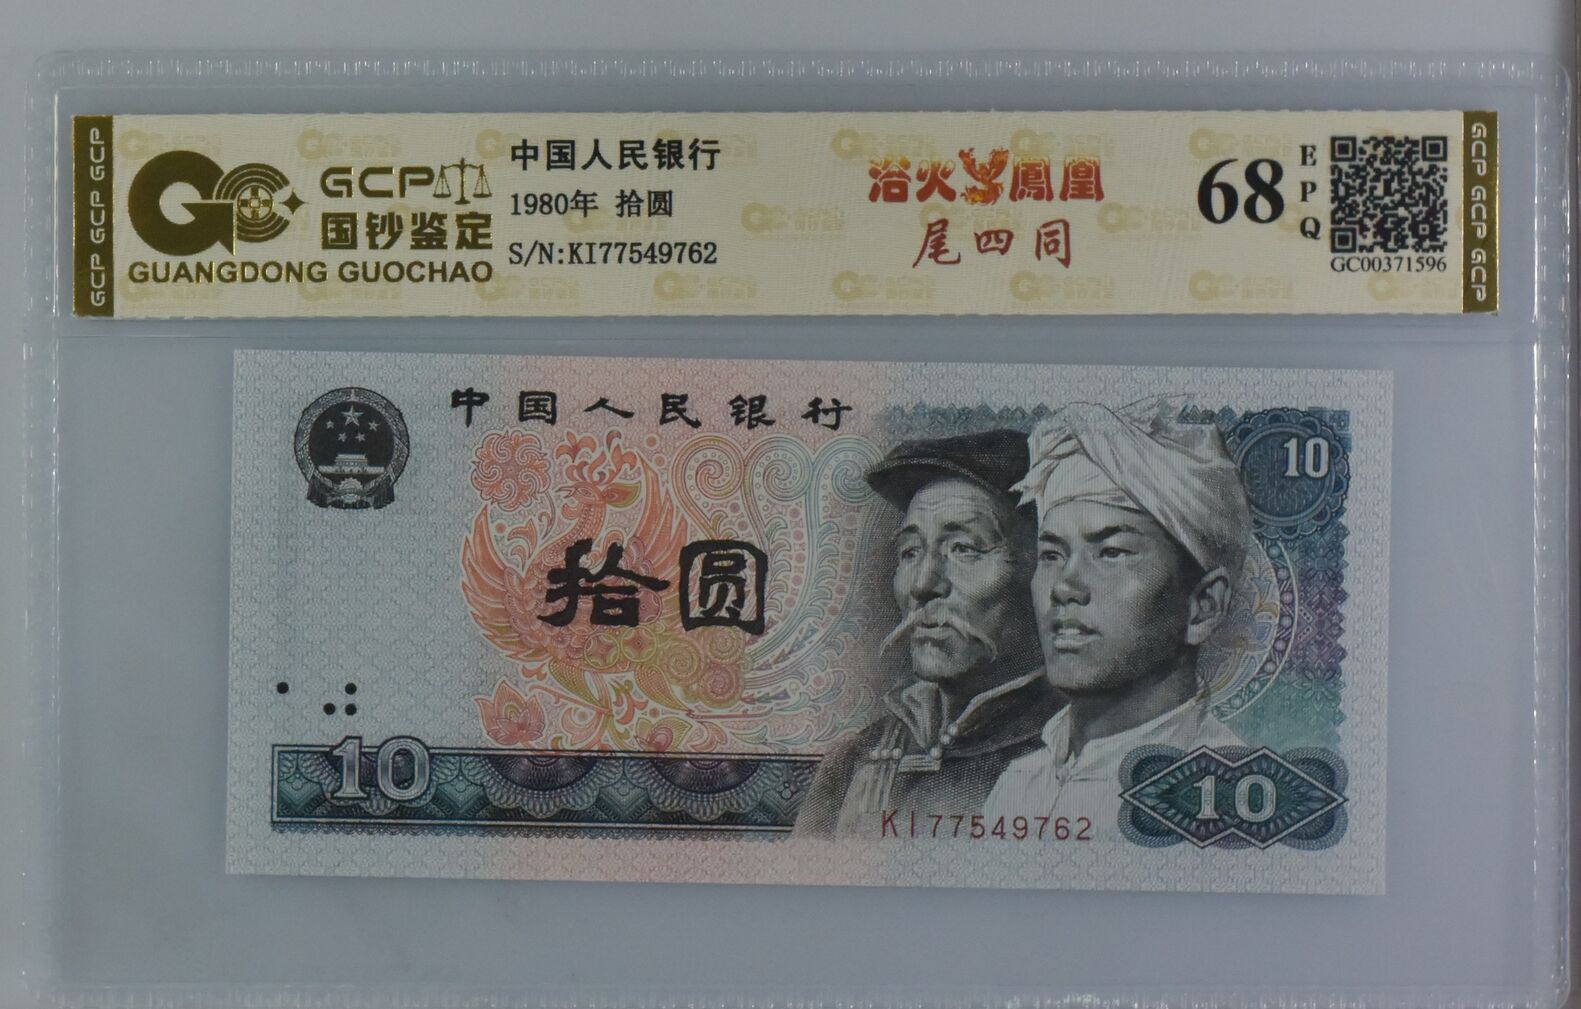 GCP GCP GCP
GCP
国钞鉴定
GUANGDONG GUOCHAO
中国人民银行
1980年 拾圆
S/N:KI77549762
浴火鳳凰
尾四同
68
EPQ
GC00371596
GCP GCP GCP
中国人民银行
10
拾圆
10
KI77549762
10